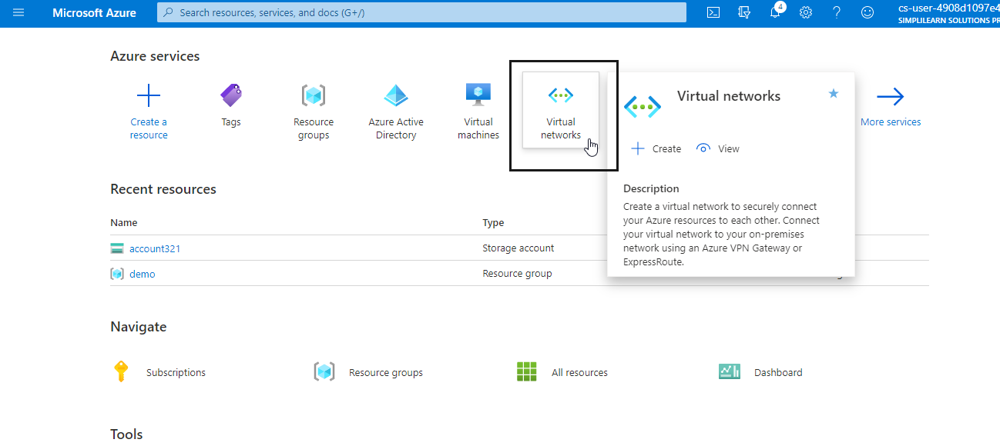 Microsoft Azure
Search resources, services, and docs (G+/)
4
cs-user-4908d1097e4
SIMPLILEARN SOLUTIONS PR
Azure services
Create a
resource
Tags
Resource
groups
Azure Active
Directory
Virtual
machines
Virtual
networks
Virtual networks
Create
View
Description
Create a virtual network to securely connect
your Azure resources to each other. Connect
your virtual network to your on-premises
network using an Azure VPN Gateway or
ExpressRoute.
More services
Recent resources
Name
Type
account321
Storage account
demo
Resource group
Navigate
Subscriptions
Resource groups
All resources
Dashboard
Tools